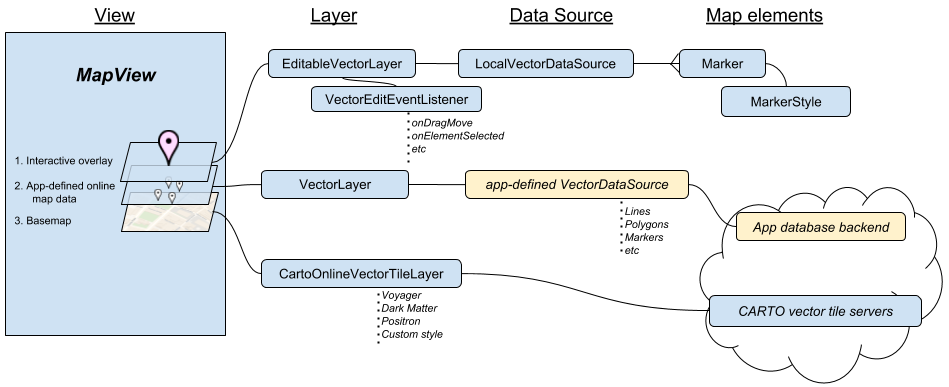 View
Layer
Data Source
Map elements
MapView
1. Interactive overlay
2. App-defined online
map data
3. Basemap
EditableVectorLayer
LocalVectorDataSource
Marker
VectorEditEventListener
MarkerStyle
onDragMove
onElementSelected
etc
VectorLayer
app-defined VectorDataSource
Lines
Polygons
Markers
etc
App database backend
CartoOnlineVectorTileLayer
Voyager
Dark Matter
Positron
Custom style
CARTO vector tile servers